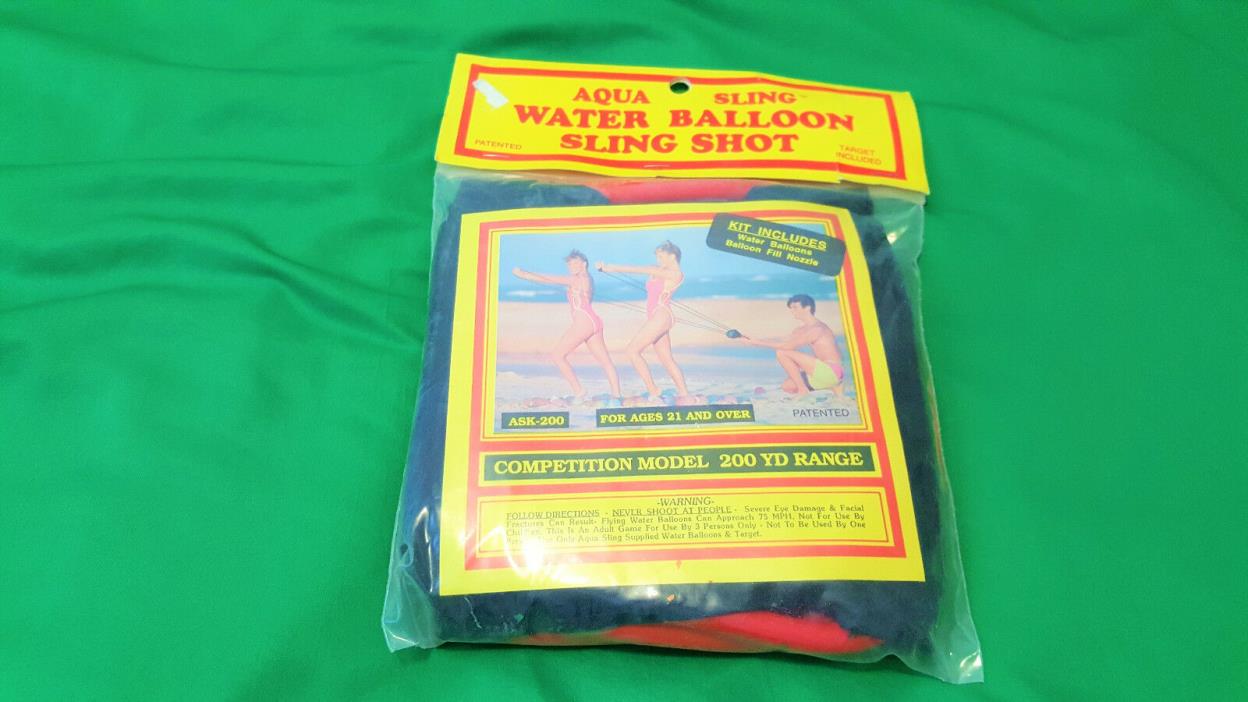 AQUA SLING
WATER BALLOON
SLING SHOT
PATENTED
TARGET
INCLUDED
KIT INCLUDES
Water Balloons
Balloon Fill Nozzle
ASK-200
FOR AGES 21 AND OVER
PATENTED
COMPETITION MODEL 200 YD RANGE
-WARNING-
FOLLOW DIRECTIONS - NEVER SHOOT AT PEOPLE - Severe Eye Damage & Facial
Fractures Can Result- Flying Water Balloons Can Approach 75 MPH, Not For Use By
Children, This Is An Adult Game For Use By 3 Persons Only - Not To Be Used By One
Only Aqua Sling Supplied Water Balloons & Target.